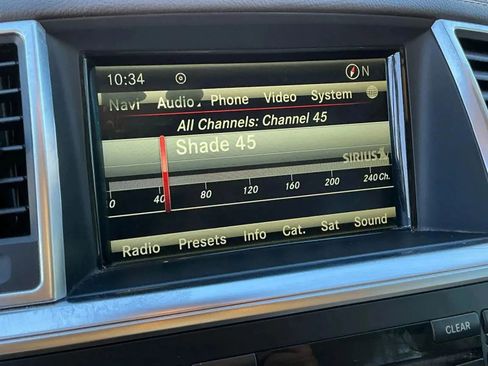 10:34 N
Navi Audio Phone Video System
All Channels: Channel 45
Shade 45
SIRIUS
0 40 80 120 160 200 240 Ch.
Radio Presets Info Cat. Sat Sound
CLEAR